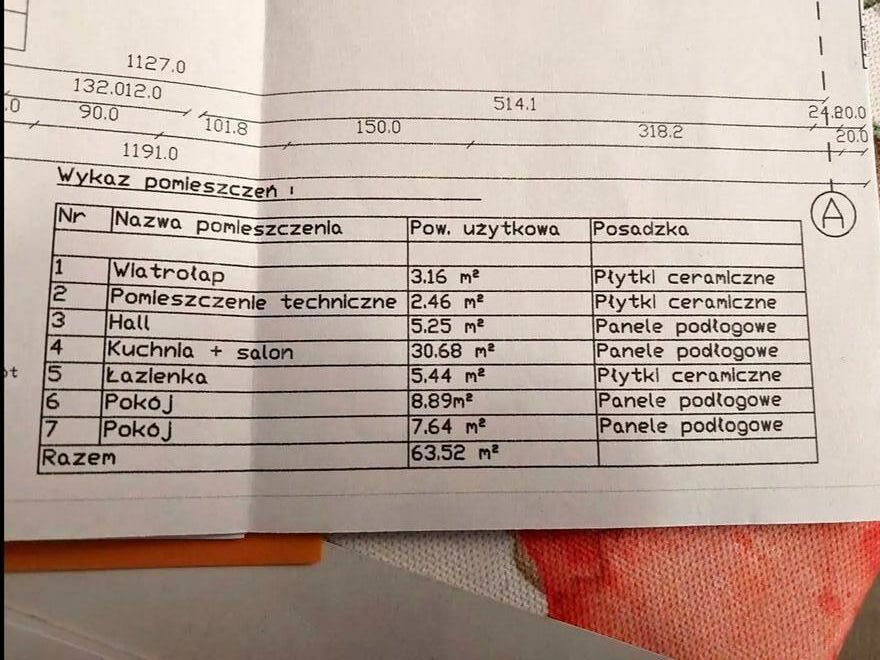 1127.0
132.012.0
514.1
24.20.0
.0
90.0
101.8
150.0
318.2
20.0
1191.0
A
Wykaz pomieszczeń :
Nr Nazwa pomieszczenia Pow. użytkowa Posadzka
1 Wiatrołap 3.16 m² Płytki ceramiczne
2 Pomieszczenie techniczne 2.46 m² Płytki ceramiczne
3 Hall 5.25 m² Panele podłogowe
4 Kuchnia + salon 30.68 m² Panele podłogowe
5 Łazienka 5.44 m² Płytki ceramiczne
6 Pokój 8.89m² Panele podłogowe
7 Pokój 7.64 m² Panele podłogowe
Razem 63.52 m²